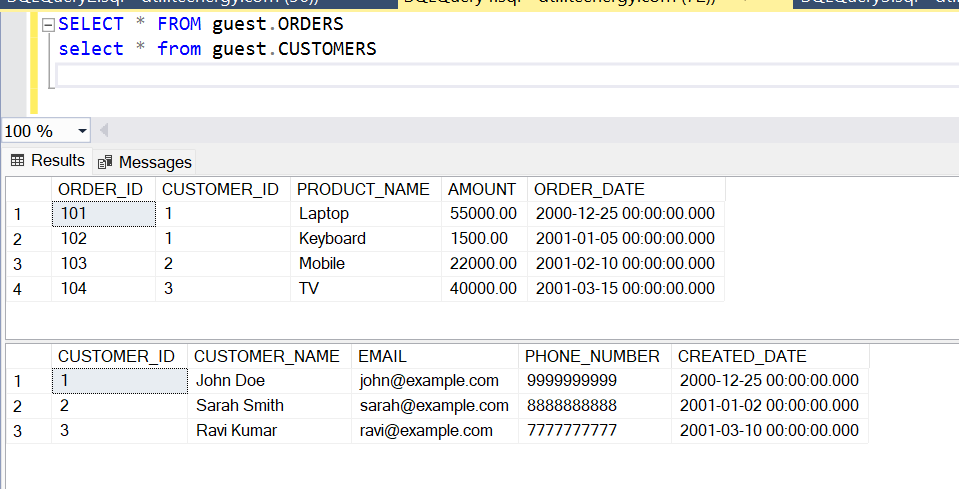 SELECT * FROM guest.ORDERS
select * from guest.CUSTOMERS
100 %
Results Messages
ORDER_ID CUSTOMER_ID PRODUCT_NAME AMOUNT ORDER_DATE
1 101 1 Laptop 55000.00 2000-12-25 00:00:00.000
2 102 1 Keyboard 1500.00 2001-01-05 00:00:00.000
3 103 2 Mobile 22000.00 2001-02-10 00:00:00.000
4 104 3 TV 40000.00 2001-03-15 00:00:00.000
CUSTOMER_ID CUSTOMER_NAME EMAIL PHONE_NUMBER CREATED_DATE
1 1 John Doe john@example.com 9999999999 2000-12-25 00:00:00.000
2 2 Sarah Smith sarah@example.com 8888888888 2001-01-02 00:00:00.000
3 3 Ravi Kumar ravi@example.com 7777777777 2001-03-10 00:00:00.000